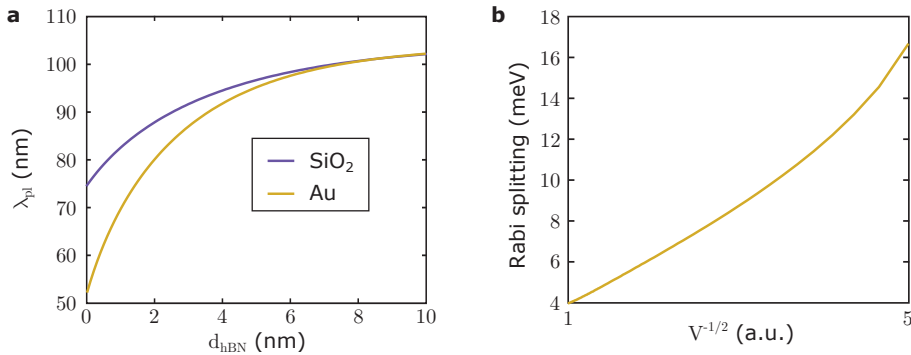 a
λpl (nm)
110
100
90
80
70
60
50
SiO₂
Au
0 2 4 6 8 10
dhBN (nm)
b
Rabi splitting (meV)
18
16
14
12
10
8
6
4
1 5
V⁻¹/² (a.u.)